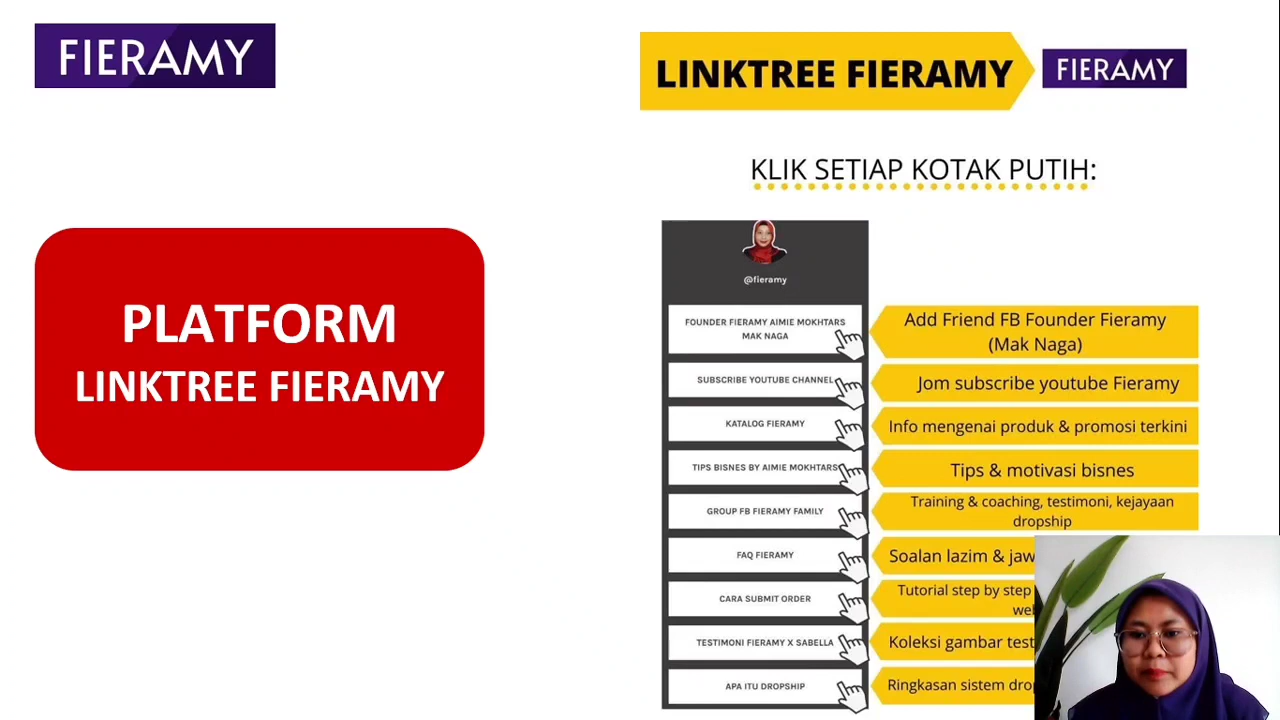 FIERAMY
PLATFORM
LINKTREE FIERAMY
LINKTREE FIERAMY
FIERAMY
KLIK SETIAP KOTAK PUTIH:
@fieramy
FOUNDER FIERAMY AIMIE MOKHTARS
MAK NAGA
Add Friend FB Founder Fieramy
(Mak Naga)
SUBSCRIBE YOUTUBE CHANNEL
Jom subscribe youtube Fieramy
KATALOG FIERAMY
Info mengenai produk & promosi terkini
TIPS BISNES BY AIMIE MOKHTARS
Tips & motivasi bisnes
GROUP FB FIERAMY FAMILY
Training & coaching, testimoni, kejayaan
dropship
FAQ FIERAMY
Soalan lazim &
CARA SUBMIT ORDER
Tutorial step by step
TESTIMONI FIERAMY X SABELLA
Koleksi gambar
APA ITU DROPSHIP
Ringkasan sistem